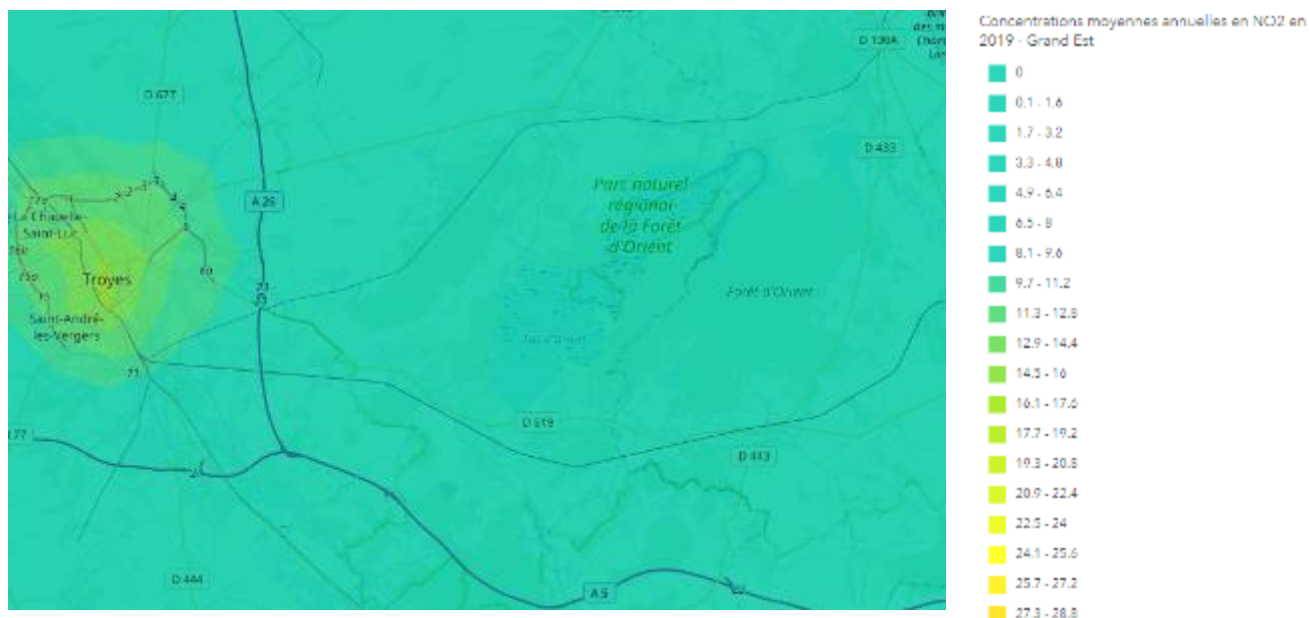 Concentrations moyennes annuelles en NO2 en
2019 - Grand Est
0
0.1 - 1.6
1.7 - 3.2
3.3 - 4.8
4.9 - 6.4
6.5 - 8
8.1 - 9.6
9.7 - 11.2
11.3 - 12.8
12.9 - 14.4
14.5 - 16
16.1 - 17.6
17.7 - 19.2
19.3 - 20.8
20.9 - 22.4
22.5 - 24
24.1 - 25.6
25.7 - 27.2
27.3 - 28.8
D 130A
D 677
D 433
A 26
Parc naturel
régional
de la Forêt
d'Orient
La Chapelle-
Saint-Luc
Troyes
Forêt d'Orient
Saint-André-
les-Vergers
Lac d'Orient
D 619
D 443
D 444
A 5